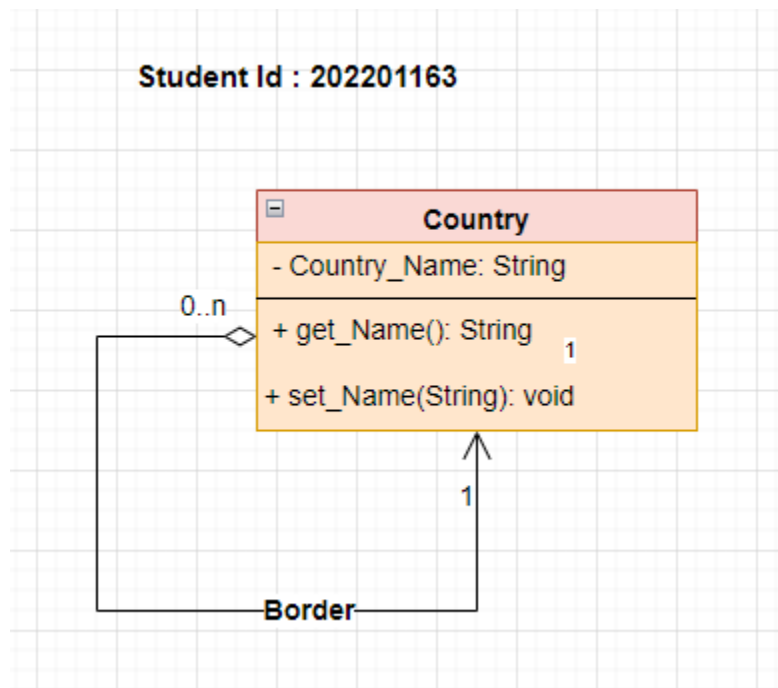 Student Id : 202201163
Country
- Country_Name: String
0..n
+ get_Name(): String
1
+ set_Name(String): void
1
Border